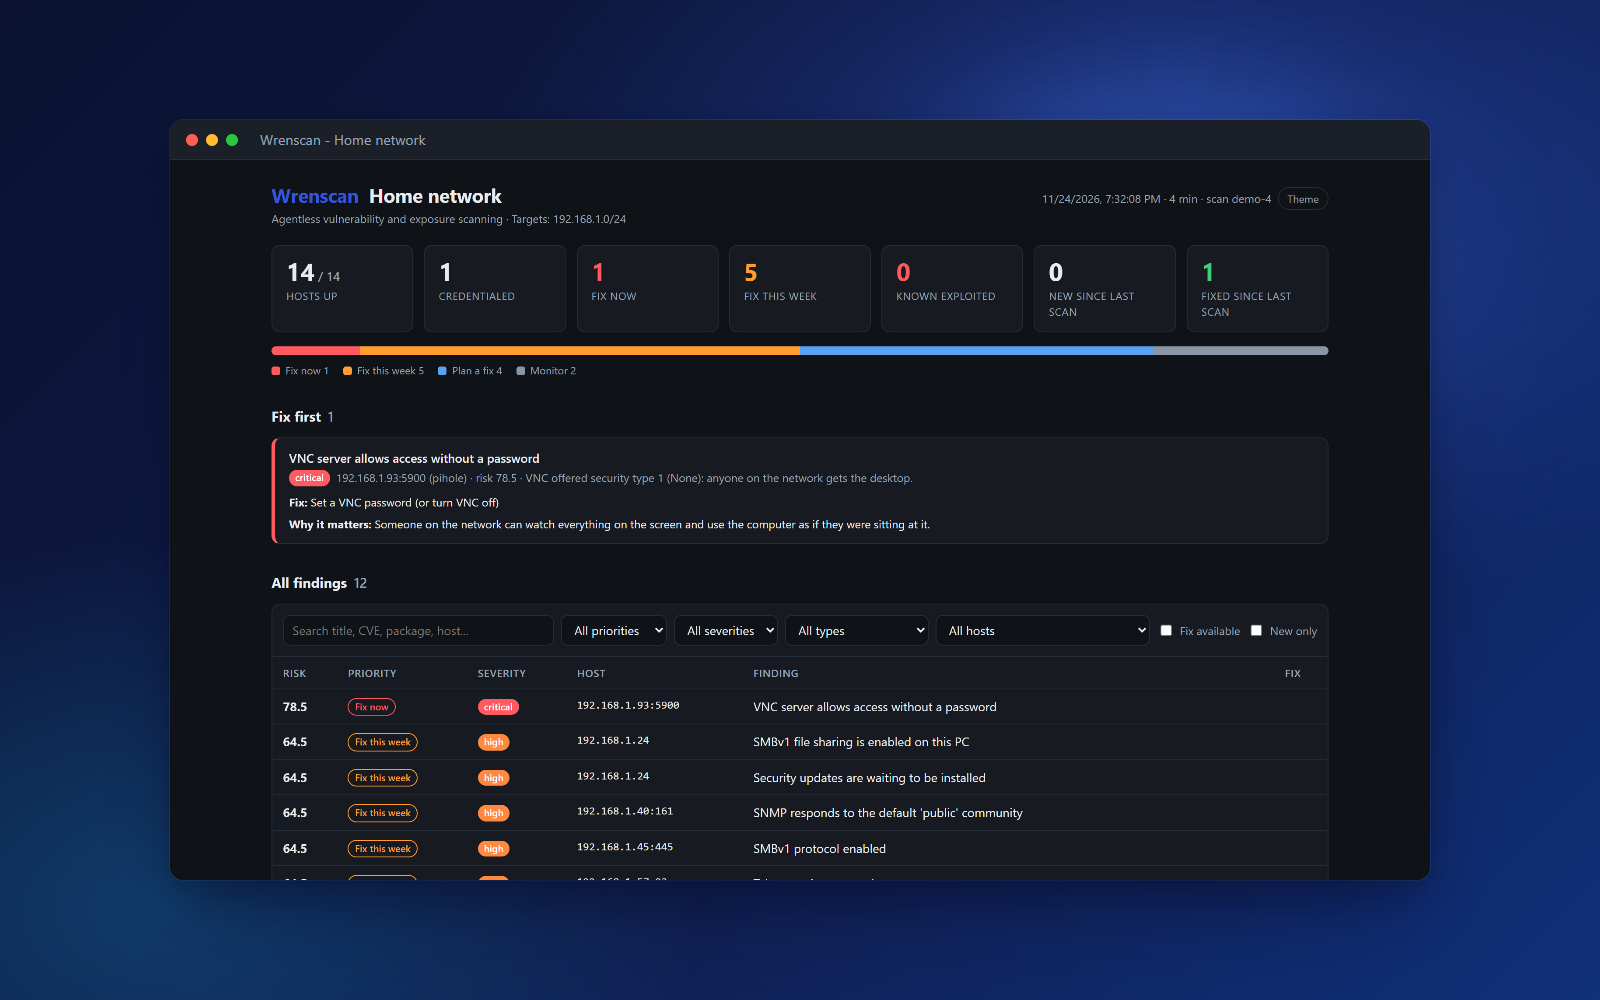 Wrenscan - Home network
Wrenscan Home network
11/24/2026, 7:32:08 PM · 4 min · scan demo-4 Theme
Agentless vulnerability and exposure scanning · Targets: 192.168.1.0/24
14 / 14
HOSTS UP
1
CREDENTIALED
1
FIX NOW
5
FIX THIS WEEK
0
KNOWN EXPLOITED
0
NEW SINCE LAST
SCAN
1
FIXED SINCE LAST
SCAN
Fix now 1 Fix this week 5 Plan a fix 4 Monitor 2
Fix first 1
VNC server allows access without a password
critical 192.168.1.93:5900 (pihole) · risk 78.5 · VNC offered security type 1 (None): anyone on the network gets the desktop.
Fix: Set a VNC password (or turn VNC off)
Why it matters: Someone on the network can watch everything on the screen and use the computer as if they were sitting at it.
All findings 12
Search title, CVE, package, host... All priorities All severities All types All hosts Fix available New only
RISK PRIORITY SEVERITY HOST FINDING FIX
78.5 Fix now critical 192.168.1.93:5900 VNC server allows access without a password
64.5 Fix this week high 192.168.1.24 SMBv1 file sharing is enabled on this PC
64.5 Fix this week high 192.168.1.24 Security updates are waiting to be installed
64.5 Fix this week high 192.168.1.40:161 SNMP responds to the default 'public' community
64.5 Fix this week high 192.168.1.45:445 SMBv1 protocol enabled